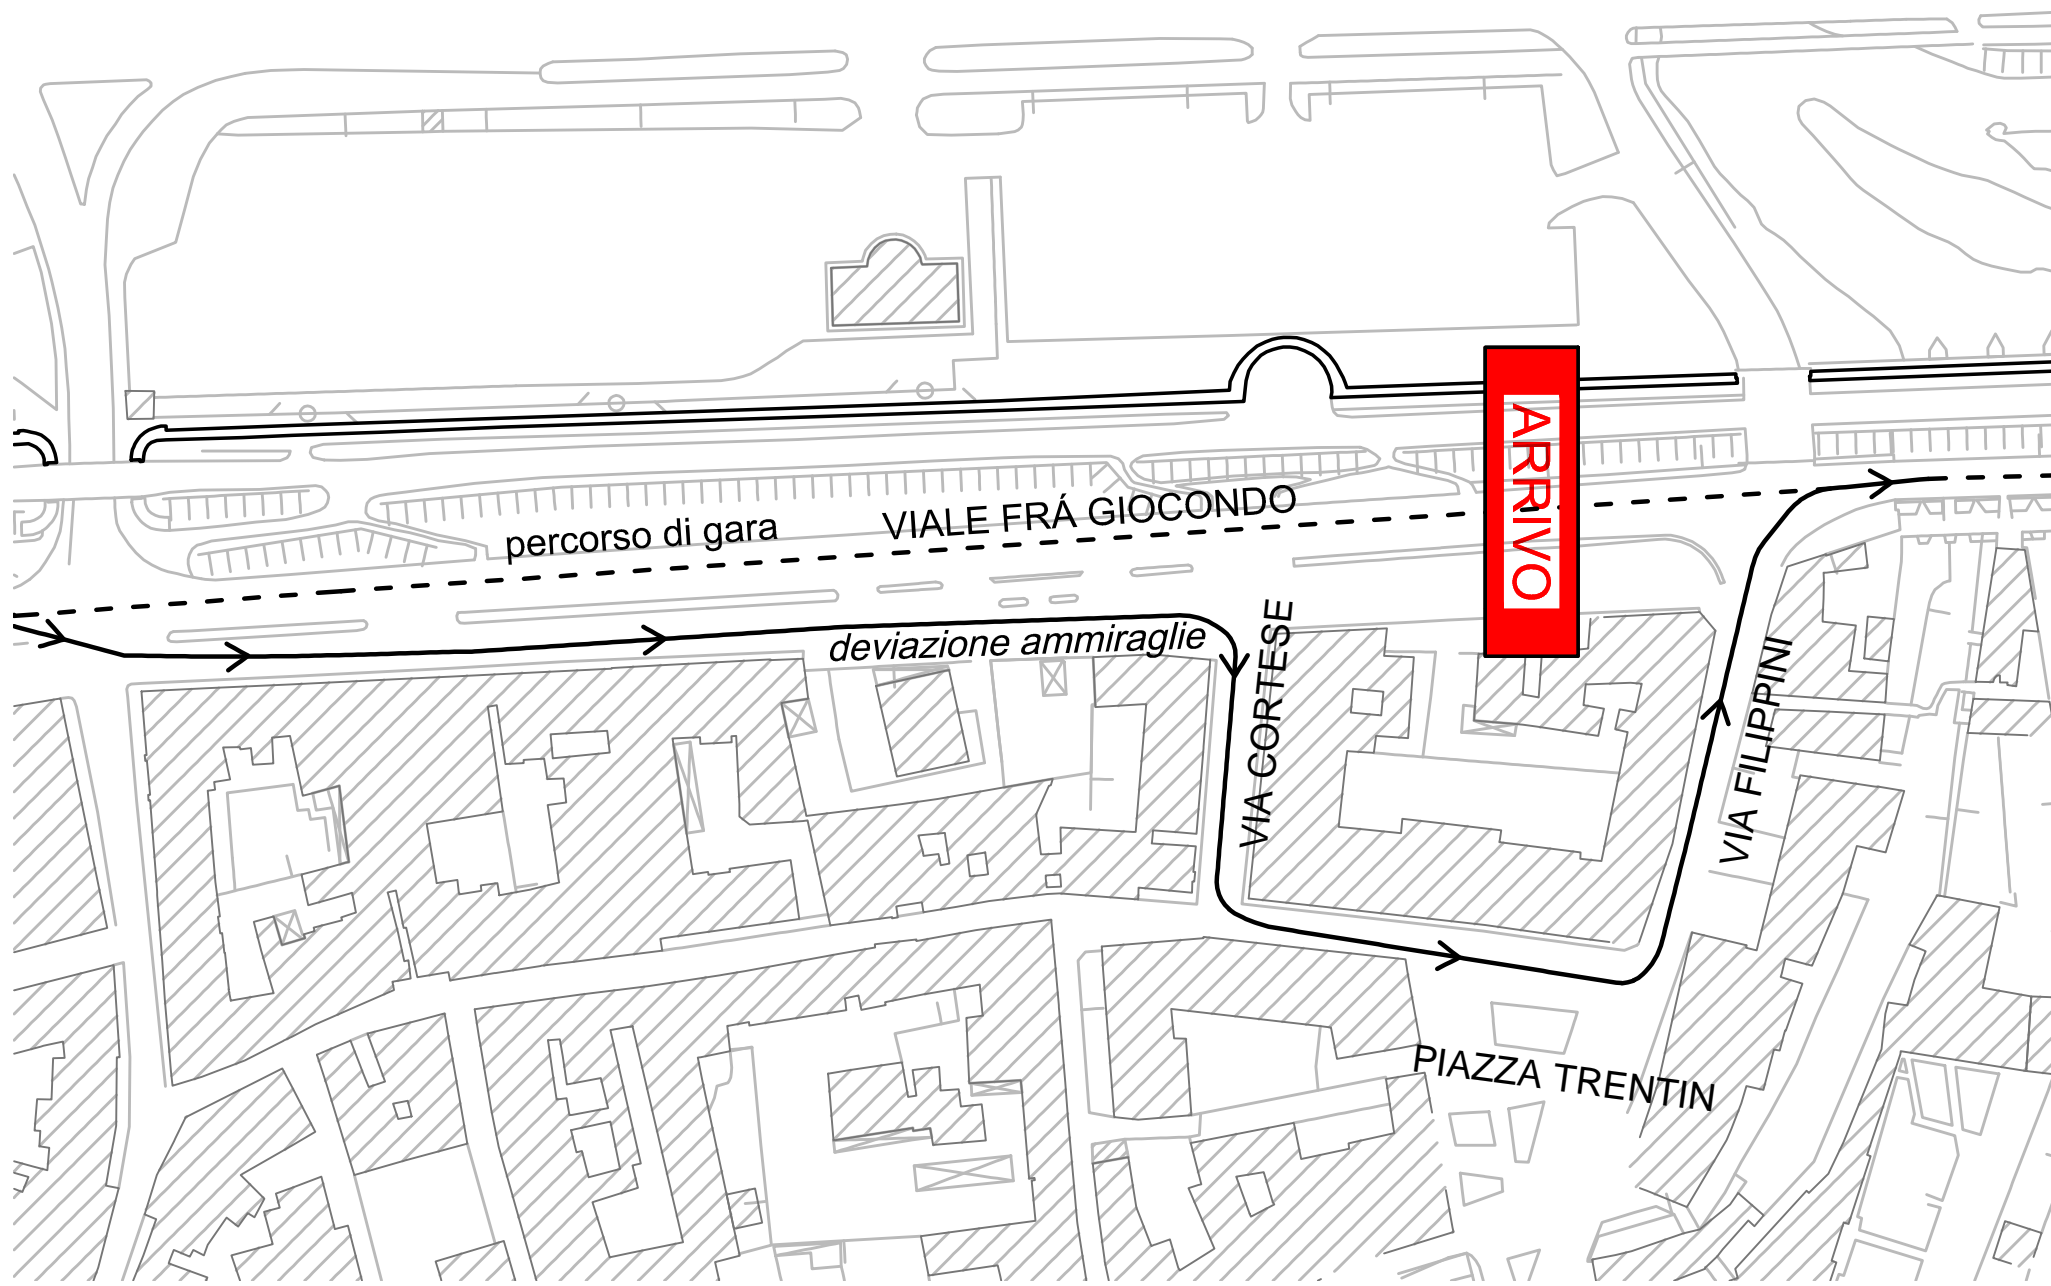 ARRIVO
percorso di gara
VIALE FRÁ GIOCONDO
deviazione ammiraglie
VIA CORTESE
VIA FILIPPINI
PIAZZA TRENTIN